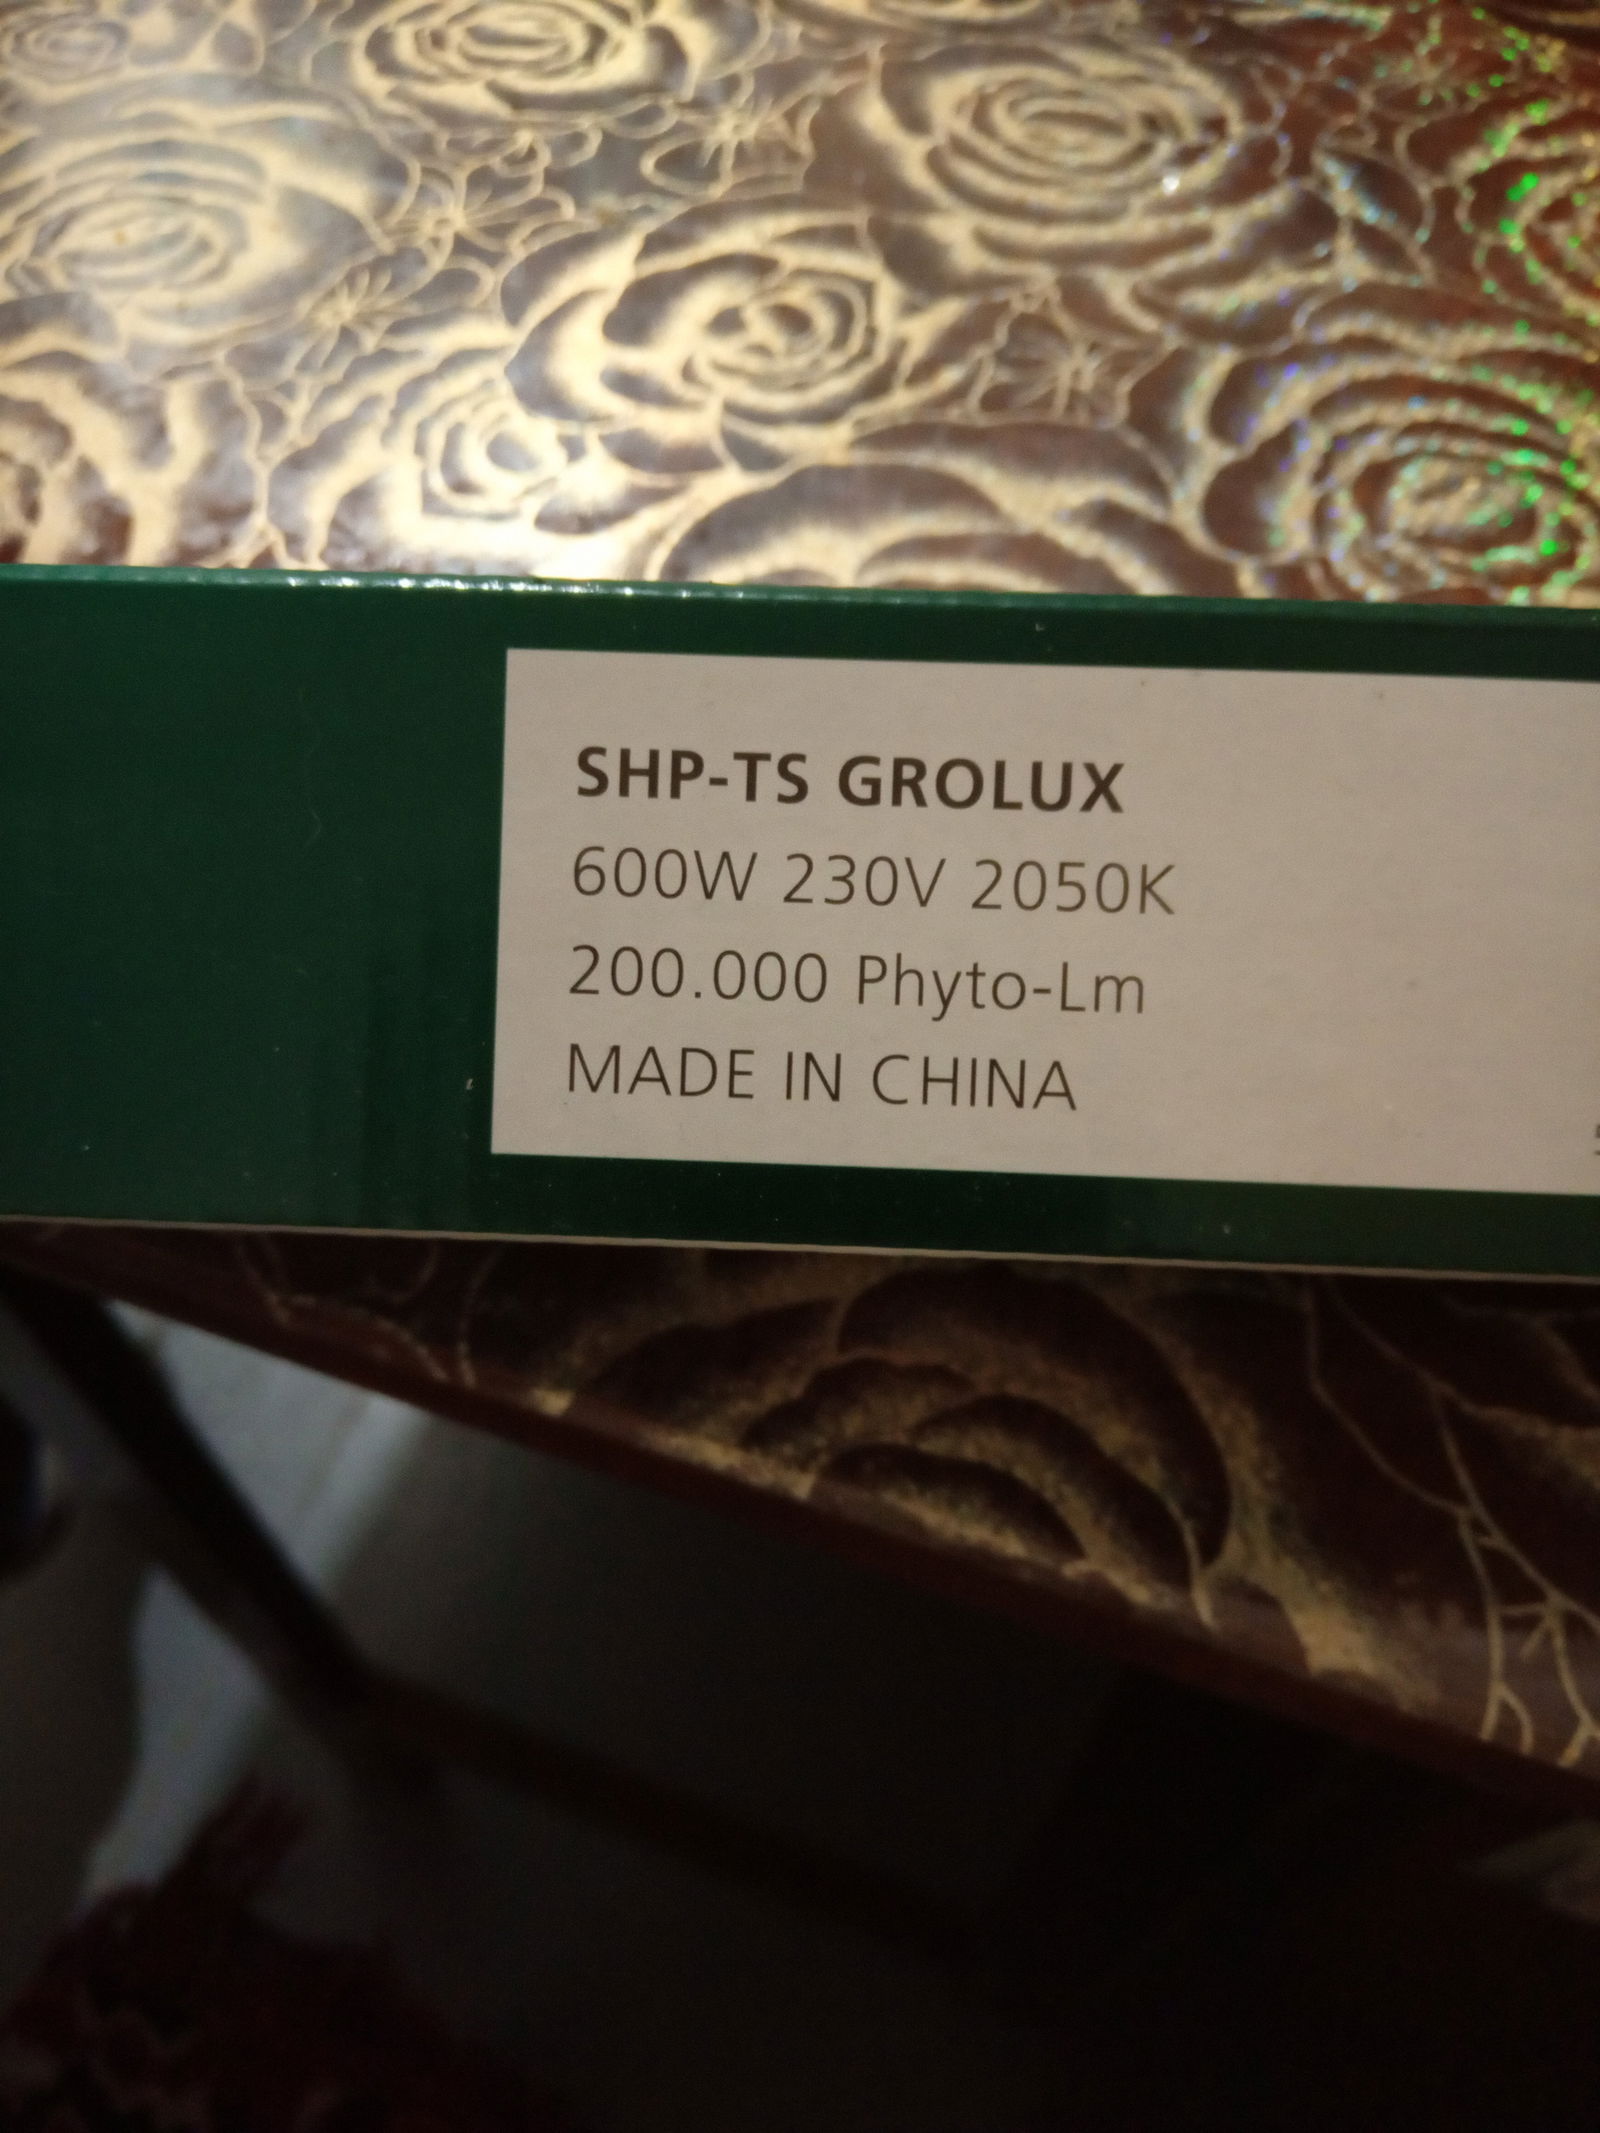 SHP-TS GROLUX
600W 230V 2050K
200.000 Phyto-Lm
MADE IN CHINA